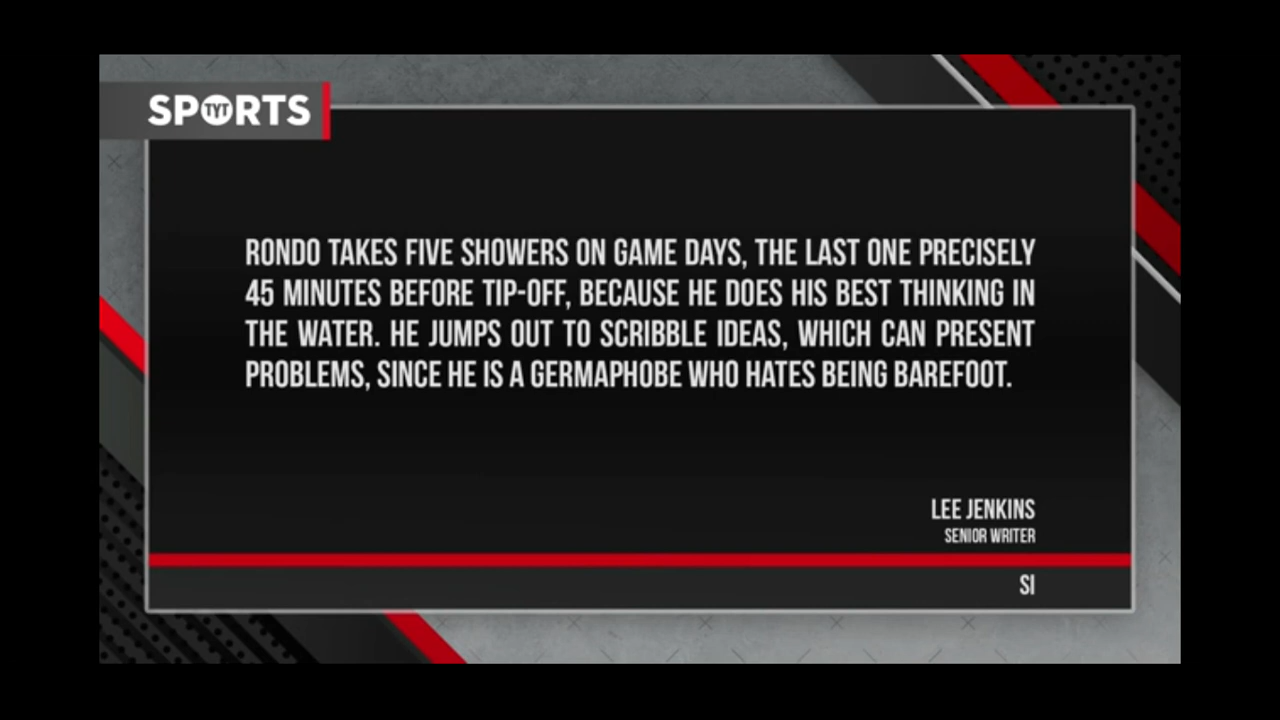 SPORTS
TYT
RONDO TAKES FIVE SHOWERS ON GAME DAYS, THE LAST ONE PRECISELY
45 MINUTES BEFORE TIP-OFF, BECAUSE HE DOES HIS BEST THINKING IN
THE WATER. HE JUMPS OUT TO SCRIBBLE IDEAS, WHICH CAN PRESENT
PROBLEMS, SINCE HE IS A GERMAPHOBE WHO HATES BEING BAREFOOT.
LEE JENKINS
SENIOR WRITER
SI